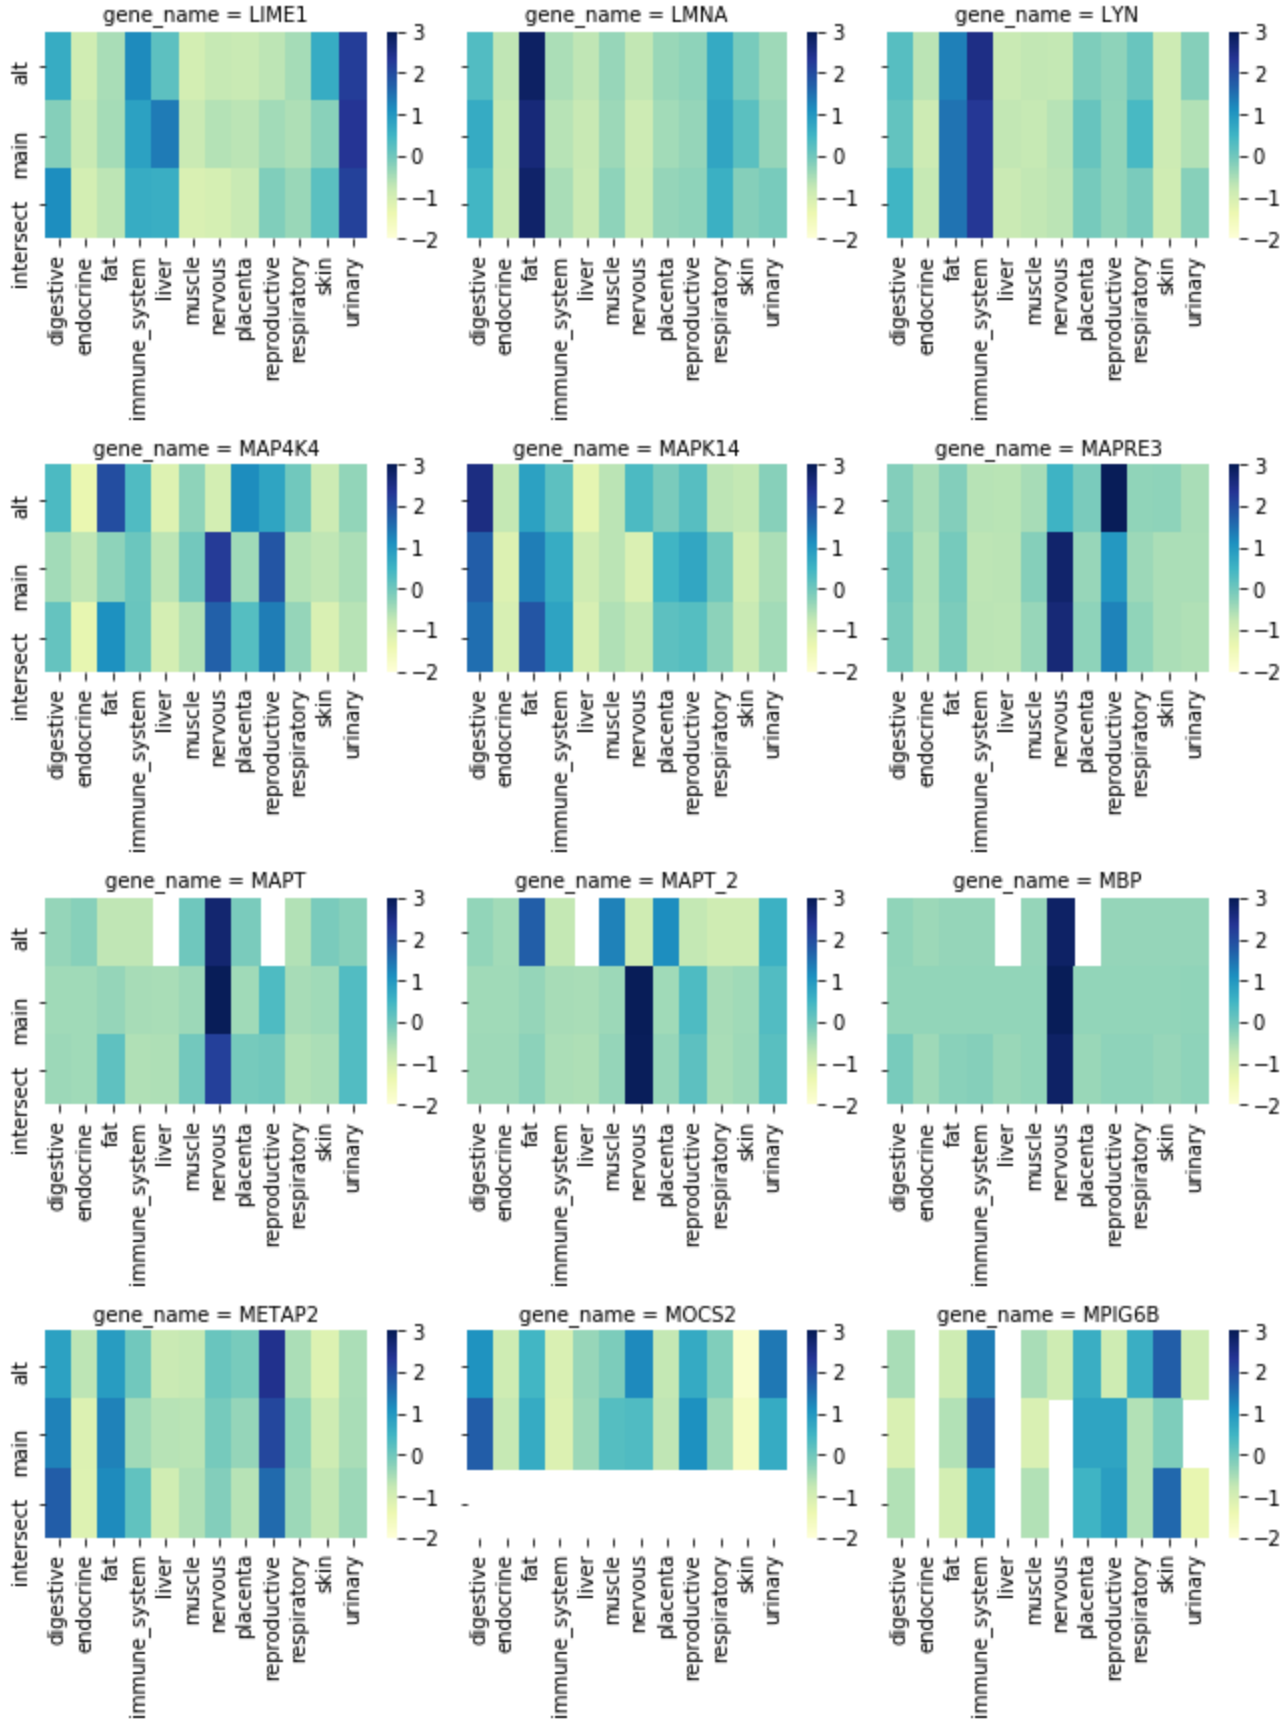 gene_name = LIME1
gene_name = LMNA
gene_name = LYN
alt
main
intersect
3
2
1
0
−1
−2
3
2
1
0
−1
−2
3
2
1
0
−1
−2
digestive
endocrine
fat
immune_system
liver
muscle
nervous
placenta
reproductive
respiratory
skin
urinary
digestive
endocrine
fat
immune_system
liver
muscle
nervous
placenta
reproductive
respiratory
skin
urinary
digestive
endocrine
fat
immune_system
liver
muscle
nervous
placenta
reproductive
respiratory
skin
urinary
gene_name = MAP4K4
gene_name = MAPK14
gene_name = MAPRE3
alt
main
intersect
3
2
1
0
−1
−2
3
2
1
0
−1
−2
3
2
1
0
−1
−2
digestive
endocrine
fat
immune_system
liver
muscle
nervous
placenta
reproductive
respiratory
skin
urinary
digestive
endocrine
fat
immune_system
liver
muscle
nervous
placenta
reproductive
respiratory
skin
urinary
digestive
endocrine
fat
immune_system
liver
muscle
nervous
placenta
reproductive
respiratory
skin
urinary
gene_name = MAPT
gene_name = MAPT_2
gene_name = MBP
alt
main
intersect
3
2
1
0
−1
−2
3
2
1
0
−1
−2
3
2
1
0
−1
−2
digestive
endocrine
fat
immune_system
liver
muscle
nervous
placenta
reproductive
respiratory
skin
urinary
digestive
endocrine
fat
immune_system
liver
muscle
nervous
placenta
reproductive
respiratory
skin
urinary
digestive
endocrine
fat
immune_system
liver
muscle
nervous
placenta
reproductive
respiratory
skin
urinary
gene_name = METAP2
gene_name = MOCS2
gene_name = MPIG6B
alt
main
intersect
3
2
1
0
−1
−2
3
2
1
0
−1
−2
3
2
1
0
−1
−2
digestive
endocrine
fat
immune_system
liver
muscle
nervous
placenta
reproductive
respiratory
skin
urinary
digestive
endocrine
fat
immune_system
liver
muscle
nervous
placenta
reproductive
respiratory
skin
urinary
digestive
endocrine
fat
immune_system
liver
muscle
nervous
placenta
reproductive
respiratory
skin
urinary